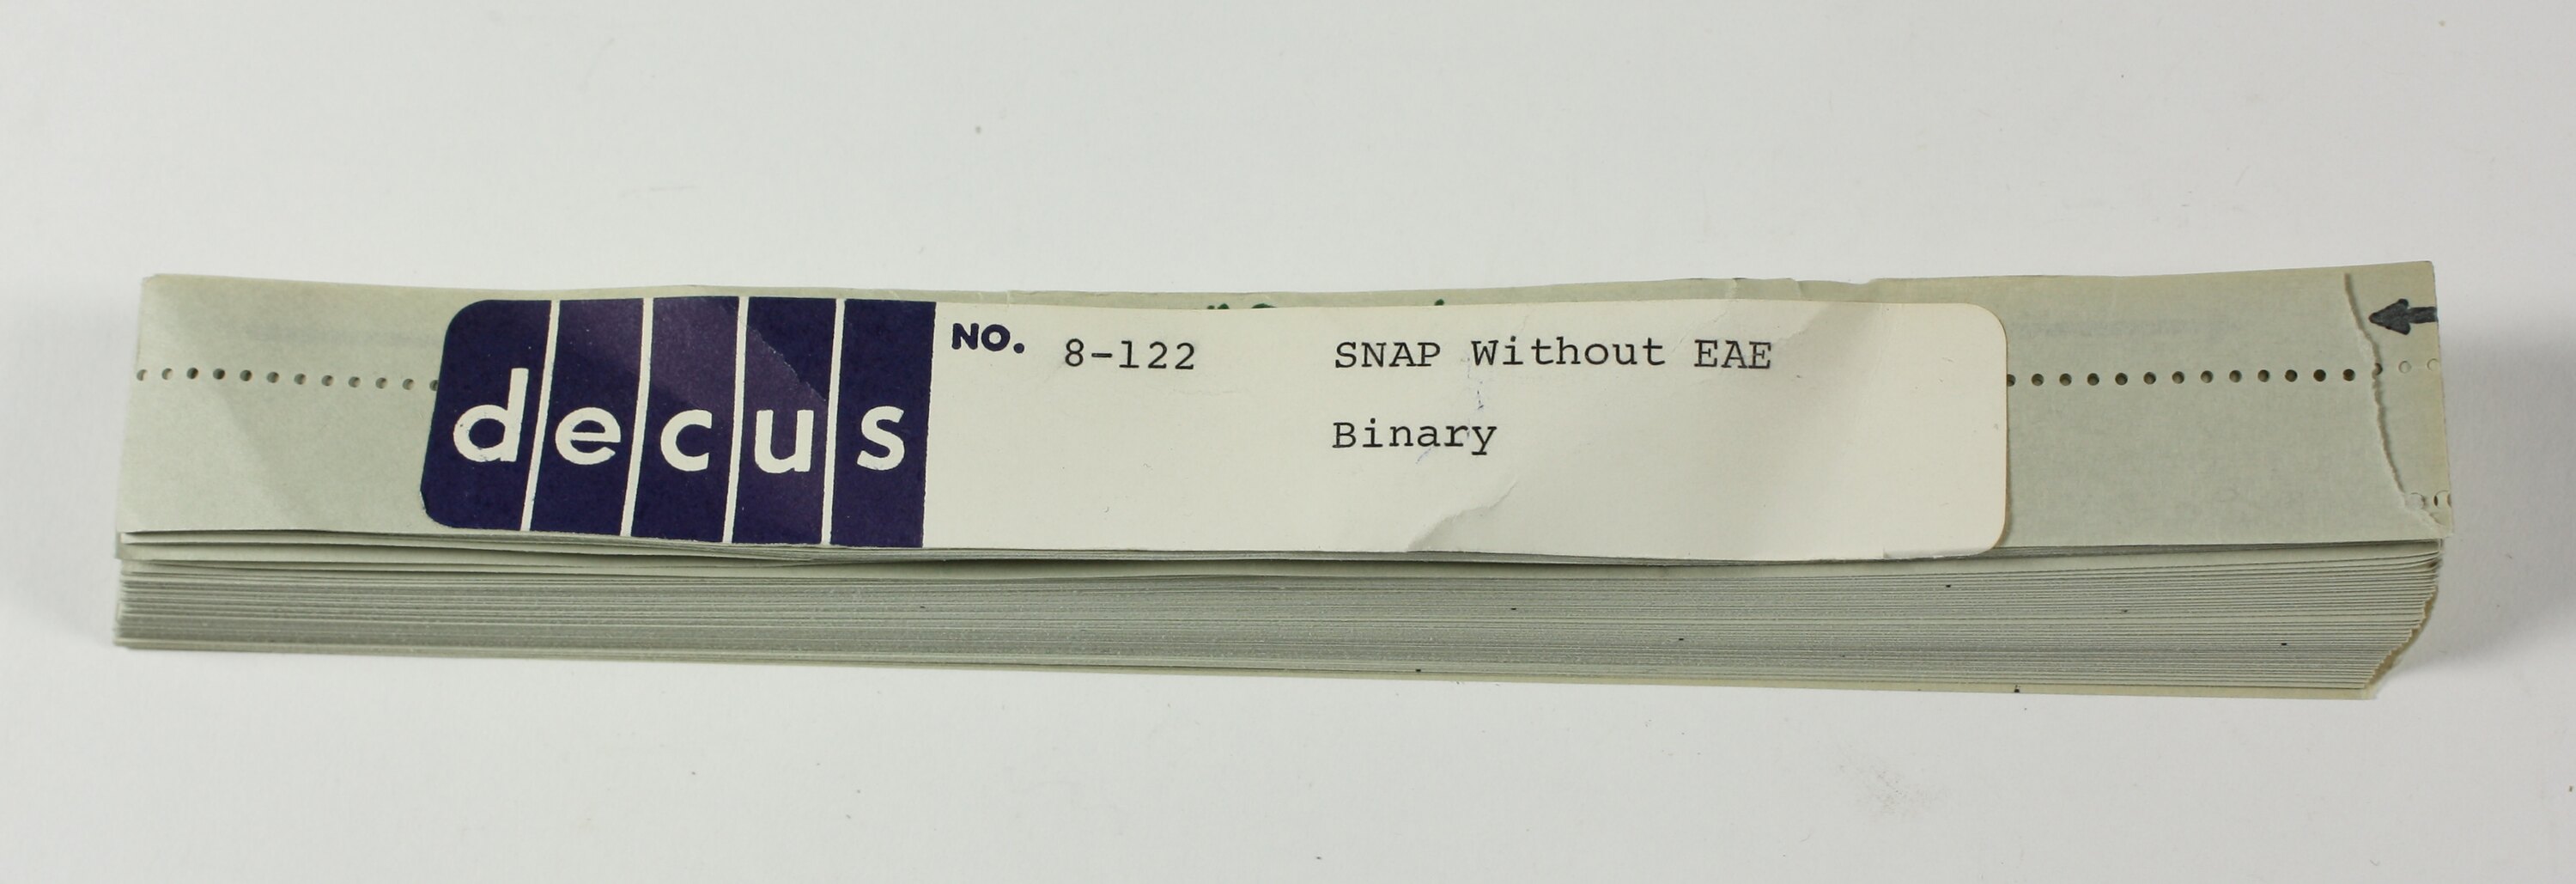 decus
NO. 8-122 SNAP Without EAE
Binary